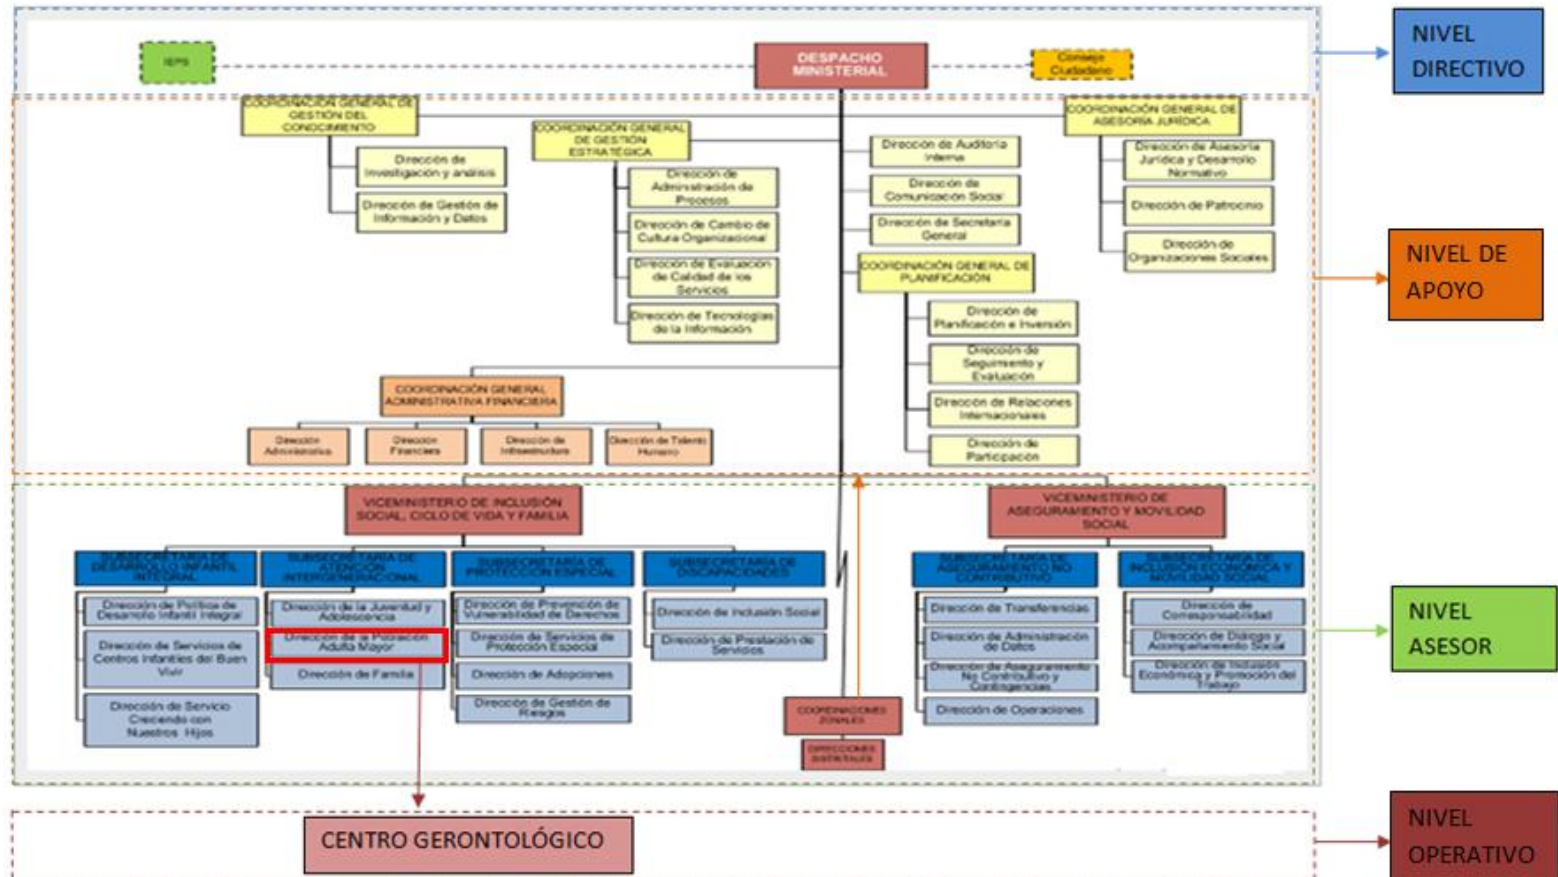 NIVEL
DIRECTIVO
IEPS
DESPACHO
MINISTERIAL
Consejo
Ciudadano
COORDINACIÓN GENERAL DE
GESTIÓN DEL
CONOCIMIENTO
Dirección de
Investigación y análisis
Dirección de Gestión de
Información y Datos
COORDINACIÓN GENERAL
DE GESTIÓN
ESTRATÉGICA
Dirección de
Administración de
Procesos
Dirección de Cambio de
Cultura Organizacional
Dirección de Evaluación
de Calidad de los
Servicios
Dirección de Tecnologías
de la Información
Dirección de Auditoría
Interna
Dirección de
Comunicación Social
Dirección de Secretaría
General
COORDINACIÓN GENERAL DE
PLANIFICACIÓN
Dirección de
Planificación e Inversión
Dirección de
Seguimiento y
Evaluación
Dirección de Relaciones
Internacionales
Dirección de
Participación
COORDINACIÓN GENERAL DE
ASESORÍA JURÍDICA
Dirección de Asesoría
Jurídica y Desarrollo
Normativo
Dirección de Patrocinio
Dirección de
Organizaciones Sociales
NIVEL DE
APOYO
COORDINACIÓN GENERAL
ADMINISTRATIVA FINANCIERA
Dirección
Administrativa
Dirección
Financiera
Dirección de
Infraestructura
Dirección de Talento
Humano
VICEMINISTERIO DE INCLUSIÓN
SOCIAL, CICLO DE VIDA Y FAMILIA
VICEMINISTERIO DE
ASEGURAMIENTO Y MOVILIDAD
SOCIAL
SUBSECRETARÍA DE
DESARROLLO INFANTIL
INTEGRAL
Dirección de Política de
Desarrollo Infantil Integral
Dirección de Servicios de
Centros Infantiles del Buen
Vivir
Dirección de Servicio
Creciendo con
Nuestros Hijos
SUBSECRETARÍA DE
ATENCIÓN
INTERGENERACIONAL
Dirección de la Juventud y
Adolescencia
Dirección de la Población
Adulta Mayor
Dirección de Familia
SUBSECRETARÍA DE
PROTECCIÓN ESPECIAL
Dirección de Prevención de
Vulnerabilidad de Derechos
Dirección de Servicios de
Protección Especial
Dirección de Adopciones
Dirección de Gestión de
Riesgos
SUBSECRETARÍA DE
DISCAPACIDADES
Dirección de Inclusión Social
Dirección de Prestación de
Servicios
COORDINACIONES
ZONALES
DIRECCIONES
DISTRITALES
SUBSECRETARÍA DE
ASEGURAMIENTO NO
CONTRIBUTIVO
Dirección de Transferencias
Dirección de Administración
de Datos
Dirección de Aseguramiento
No Contributivo y
Contingencias
Dirección de Operaciones
SUBSECRETARÍA DE
INCLUSIÓN ECONÓMICA Y
MOVILIDAD SOCIAL
Dirección de
Corresponsabilidad
Dirección de Diálogo y
Acompañamiento Social
Dirección de Inclusión
Económica y Promoción del
Trabajo
NIVEL
ASESOR
CENTRO GERONTOLÓGICO
NIVEL
OPERATIVO